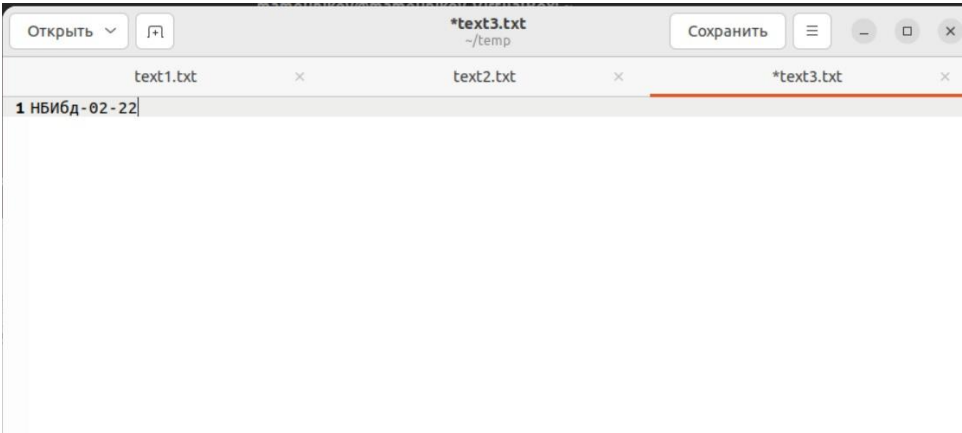 Открыть
*text3.txt
~/temp
Сохранить
text1.txt
text2.txt
*text3.txt
1 НБИбд-02-22